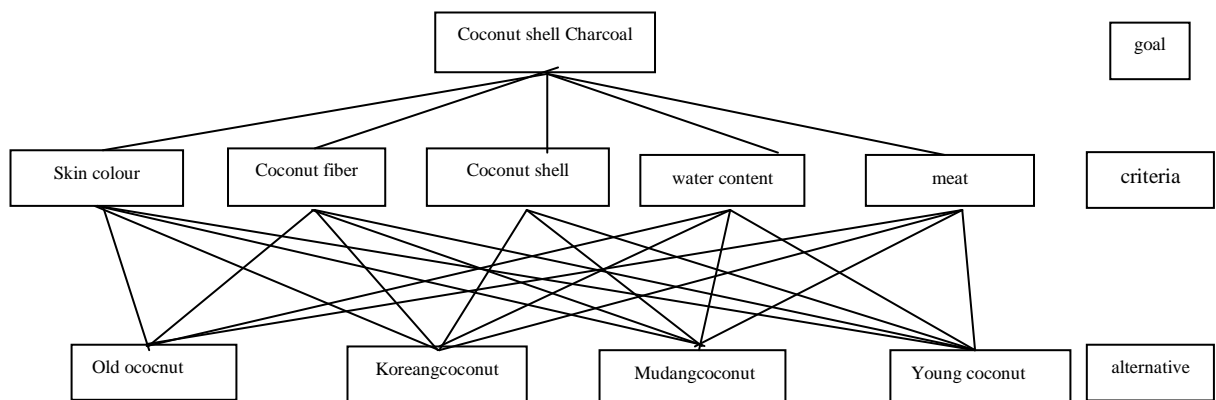 Coconut shell Charcoal
goal
Skin colour
Coconut fiber
Coconut shell
water content
meat
criteria
Old ococnut
Koreangcoconut
Mudangcoconut
Young coconut
alternative